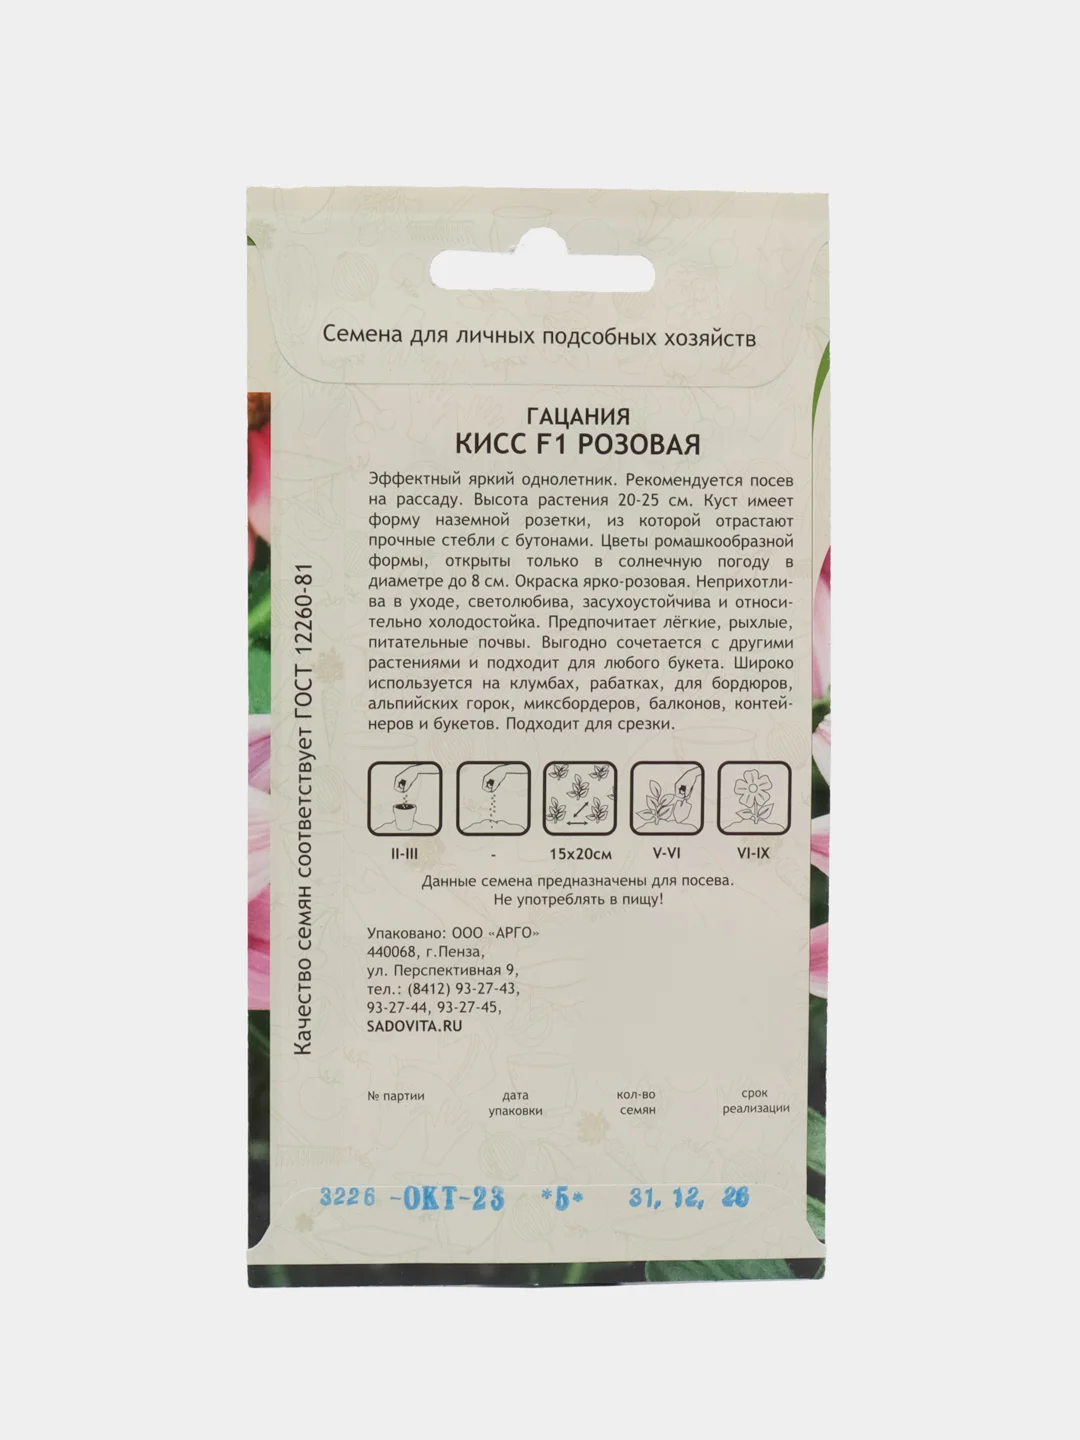 Семена для личных подсобных хозяйств
ГАЦАНИЯ
КИСС F1 РОЗОВАЯ
Эффектный яркий однолетник. Рекомендуется посев
на рассаду. Высота растения 20-25 см. Куст имеет
форму наземной розетки, из которой отрастают
прочные стебли с бутонами. Цветы ромашкообразной
формы, открыты только в солнечную погоду в
диаметре до 8 см. Окраска ярко-розовая. Неприхотли-
ва в уходе, светолюбива, засухоустойчива и относи-
тельно холодостойка. Предпочитает лёгкие, рыхлые,
питательные почвы. Выгодно сочетается с другими
растениями и подходит для любого букета. Широко
используется на клумбах, рабатках, для бордюров,
альпийских горок, миксбордеров, балконов, контей-
неров и букетов. Подходит для срезки.
II-III - 15х20см V-VI VI-IX
Данные семена предназначены для посева.
Не употреблять в пищу!
Упаковано: ООО «АРГО»
440068, г.Пенза,
ул. Перспективная 9,
тел.: (8412) 93-27-43,
93-27-44, 93-27-45,
SADOVITA.RU
Качество семян соответствует ГОСТ 12260-81
№ партии дата кол-во срок
упаковки семян реализации
3226 -ОКТ-23 *5* 31, 12, 26